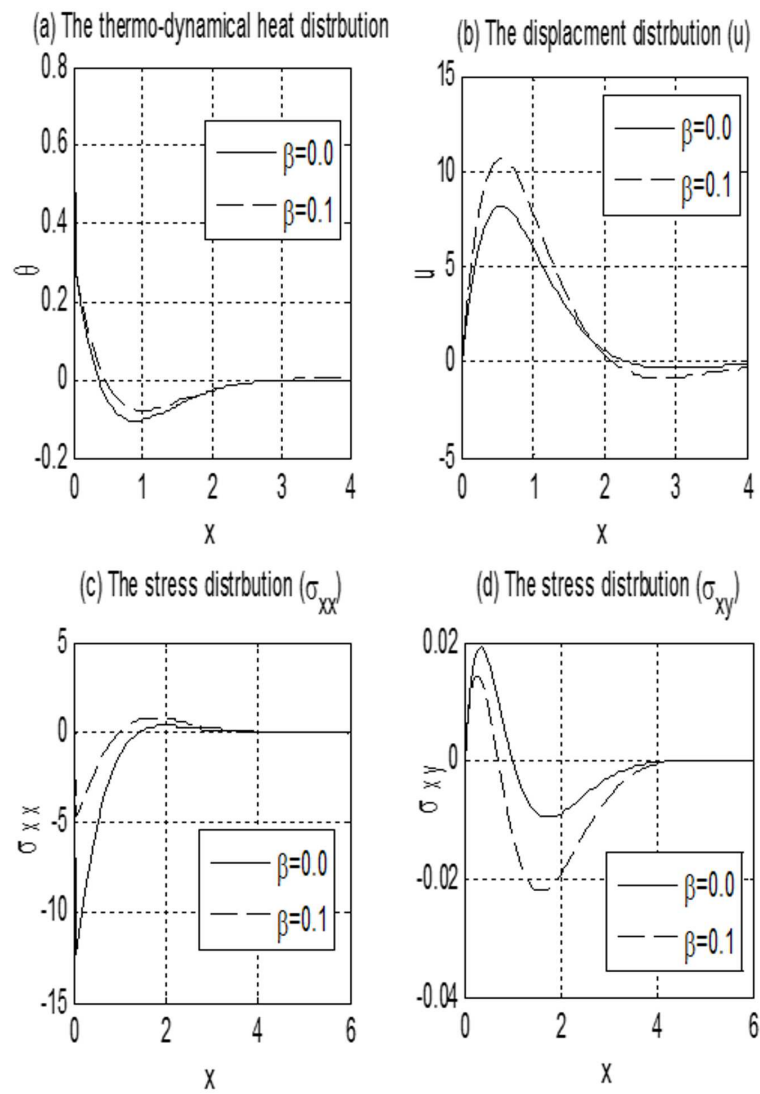 (a) The thermo-dynamical heat distrbution
0.8
0.6
0.4
0.2
0
-0.2
θ
0 1 2 3 4
x
β=0.0
β=0.1
(b) The displacment distrbution (u)
15
10
5
0
-5
u
0 1 2 3 4
x
β=0.0
β=0.1
(c) The stress distrbution (σxx)
5
0
-5
-10
-15
σ x x
0 2 4 6
x
β=0.0
β=0.1
(d) The stress distrbution (σxy)
0.02
0
-0.02
-0.04
σ x y
0 2 4 6
x
β=0.0
β=0.1